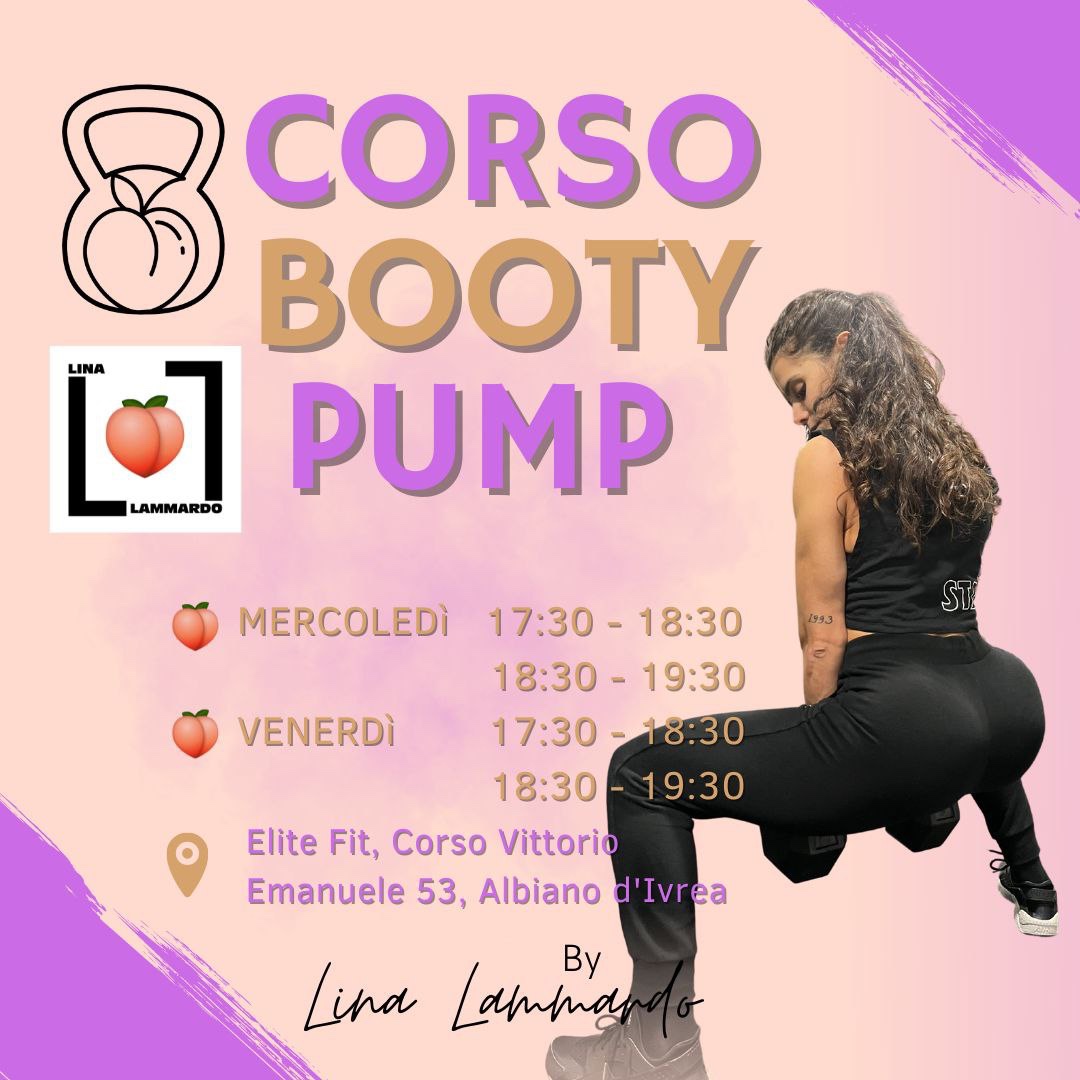 CORSO
BOOTY
PUMP
LINA
LAMMARDO
MERCOLEDÌ 17:30 - 18:30
18:30 - 19:30
VENERDÌ 17:30 - 18:30
18:30 - 19:30
Elite Fit, Corso Vittorio
Emanuele 53, Albiano d'Ivrea
By
Lina Lammardo
1993